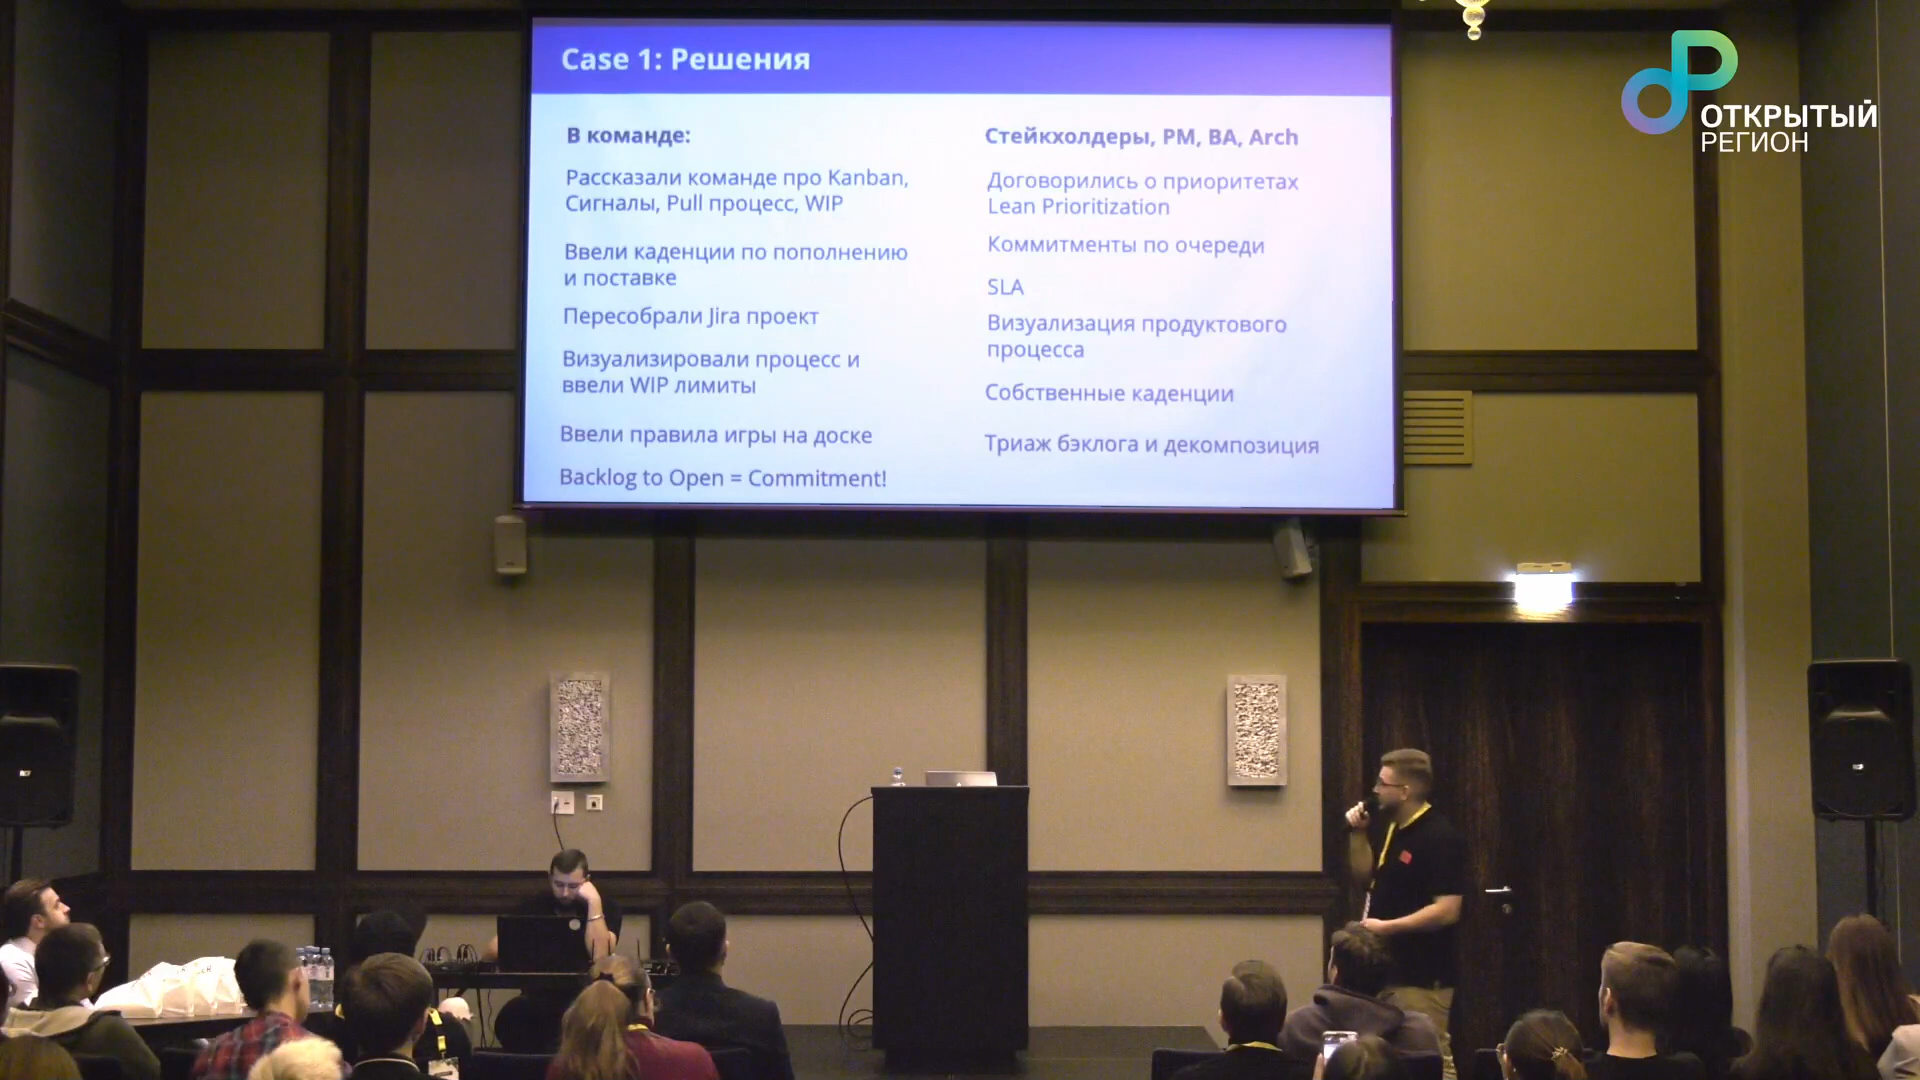 Case 1: Решения
В команде:
Рассказали команде про Kanban,
Сигналы, Pull процесс, WIP
Ввели каденции по пополнению
и поставке
Пересобрали Jira проект
Визуализировали процесс и
ввели WIP лимиты
Ввели правила игры на доске
Backlog to Open = Commitment!
Стейкхолдеры, PM, BA, Arch
Договорились о приоритетах
Lean Prioritization
Коммитменты по очереди
SLA
Визуализация продуктового
процесса
Собственные каденции
Триаж бэклога и декомпозиция
ОТКРЫТЫЙ
РЕГИОН